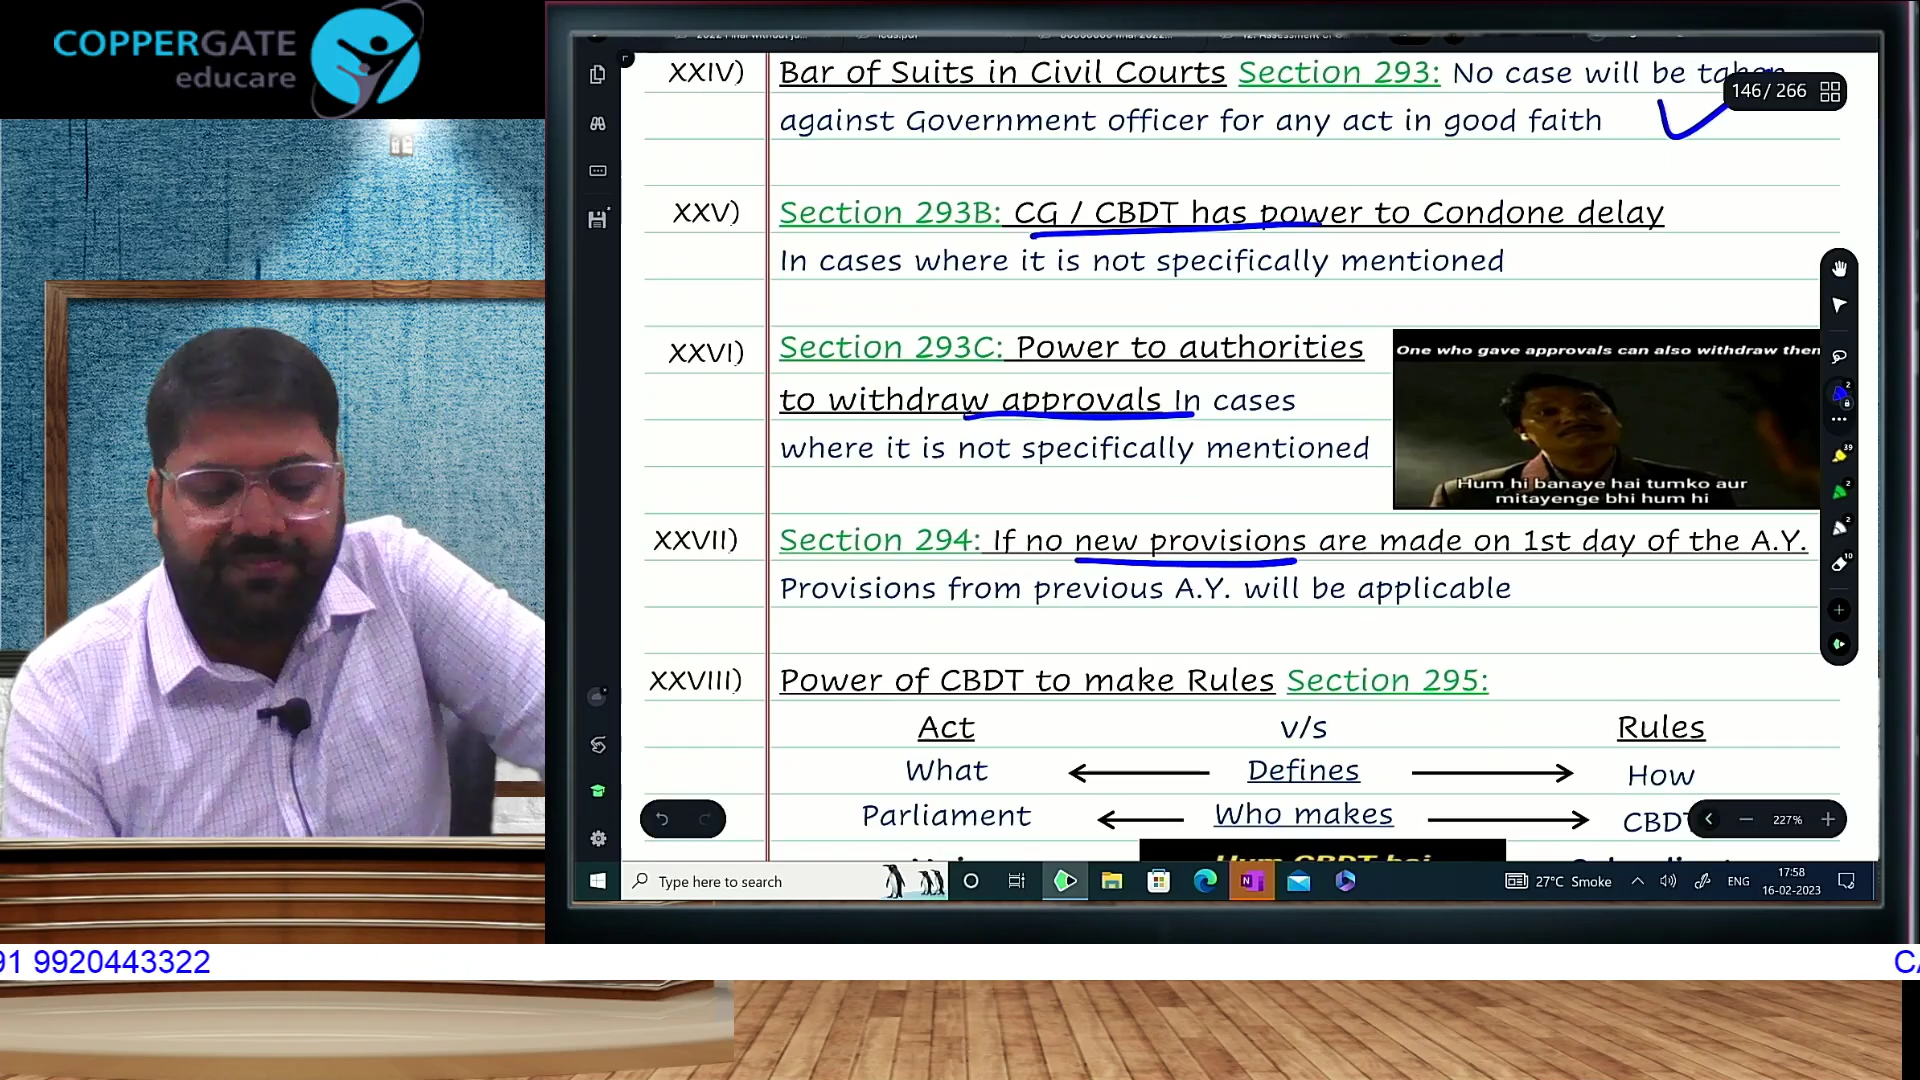 COPPERGATE
educare
146/ 266
XXIV) Bar of Suits in Civil Courts Section 293: No case will be taken
against Government officer for any act in good faith
XXV) Section 293B: CG / CBDT has power to Condone delay
In cases where it is not specifically mentioned
XXVI) Section 293C: Power to authorities
to withdraw approvals In cases
where it is not specifically mentioned
One who gave approvals can also withdraw them
Hum hi banaye hai tumko aur
mitayenge bhi hum hi
XXVII) Section 294: If no new provisions are made on 1st day of the A.Y.
Provisions from previous A.Y. will be applicable
XXVIII) Power of CBDT to make Rules Section 295:
Act v/s Rules
What Defines How
Parliament Who makes CBDT
227%
Hum CBDT hai
Type here to search
27°C Smoke
ENG
17:58
16-02-2023
91 9920443322
CA